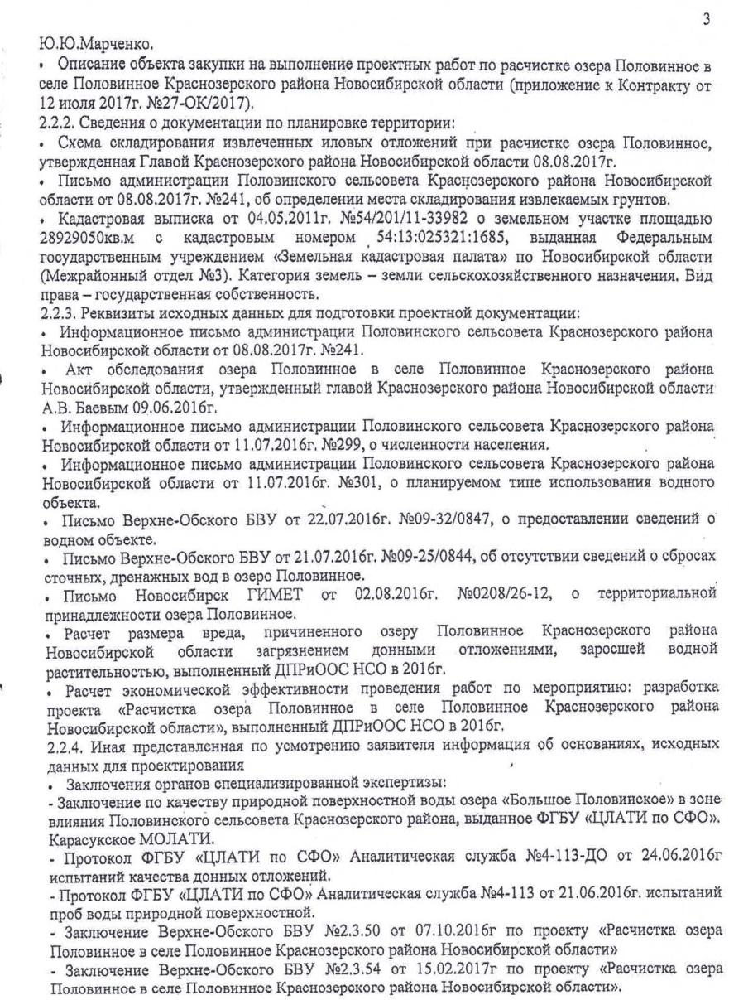 3
Ю.Ю.Марченко.
• Описание объекта закупки на выполнение проектных работ по расчистке озера Половинное в
селе Половинное Краснозерского района Новосибирской области (приложение к Контракту от
12 июля 2017г. №27-ОК/2017).
2.2.2. Сведения о документации по планировке территории:
• Схема складирования извлеченных иловых отложений при расчистке озера Половинное,
утвержденная Главой Краснозерского района Новосибирской области 08.08.2017г.
• Письмо администрации Половинского сельсовета Краснозерского района Новосибирской
области от 08.08.2017г. №241, об определении места складирования извлекаемых грунтов.
• Кадастровая выписка от 04.05.2011г. №54/201/11-33982 о земельном участке площадью
28929050кв.м с кадастровым номером 54:13:025321:1685, выданная Федеральным
государственным учреждением «Земельная кадастровая палата» по Новосибирской области
(Межрайонный отдел №3). Категория земель – земли сельскохозяйственного назначения. Вид
права – государственная собственность.
2.2.3. Реквизиты исходных данных для подготовки проектной документации:
• Информационное письмо администрации Половинского сельсовета Краснозерского района
Новосибирской области от 08.08.2017г. №241.
• Акт обследования озера Половинное в селе Половинное Краснозерского района
Новосибирской области, утвержденный главой Краснозерского района Новосибирской области
А.В. Баевым 09.06.2016г.
• Информационное письмо администрации Половинского сельсовета Краснозерского района
Новосибирской области от 11.07.2016г. №299, о численности населения.
• Информационное письмо администрации Половинского сельсовета Краснозерского района
Новосибирской области от 11.07.2016г. №301, о планируемом типе использования водного
объекта.
• Письмо Верхне-Обского БВУ от 22.07.2016г. №09-32/0847, о предоставлении сведений о
водном объекте.
• Письмо Верхне-Обского БВУ от 21.07.2016г. №09-25/0844, об отсутствии сведений о сбросах
сточных, дренажных вод в озеро Половинное.
• Письмо Новосибирск ГИМЕТ от 02.08.2016г. №0208/26-12, о территориальной
принадлежности озера Половинное.
• Расчет размера вреда, причиненного озеру Половинное Краснозерского района
Новосибирской области загрязнением донными отложениями, заросшей водной
растительностью, выполненный ДПРиООС НСО в 2016г.
• Расчет экономической эффективности проведения работ по мероприятию: разработка
проекта «Расчистка озера Половинное в селе Половинное Краснозерского района
Новосибирской области», выполненный ДПРиООС НСО в 2016г.
2.2.4. Иная представленная по усмотрению заявителя информация об основаниях, исходных
данных для проектирования
• Заключения органов специализированной экспертизы:
- Заключение по качеству природной поверхностной воды озера «Большое Половинское» в зоне
влияния Половинского сельсовета Краснозерского района, выданное ФГБУ «ЦЛАТИ по СФО».
Карасукское МОЛАТИ.
- Протокол ФГБУ «ЦЛАТИ по СФО» Аналитическая служба №4-113-ДО от 24.06.2016г
испытаний качества донных отложений.
- Протокол ФГБУ «ЦЛАТИ по СФО» Аналитическая служба №4-113 от 21.06.2016г. испытаний
проб воды природной поверхностной.
- Заключение Верхне-Обского БВУ №2.3.50 от 07.10.2016г по проекту «Расчистка озера
Половинное в селе Половинное Краснозерского района Новосибирской области»
- Заключение Верхне-Обского БВУ №2.3.54 от 15.02.2017г по проекту «Расчистка озера
Половинное в селе Половинное Краснозерского района Новосибирской области».